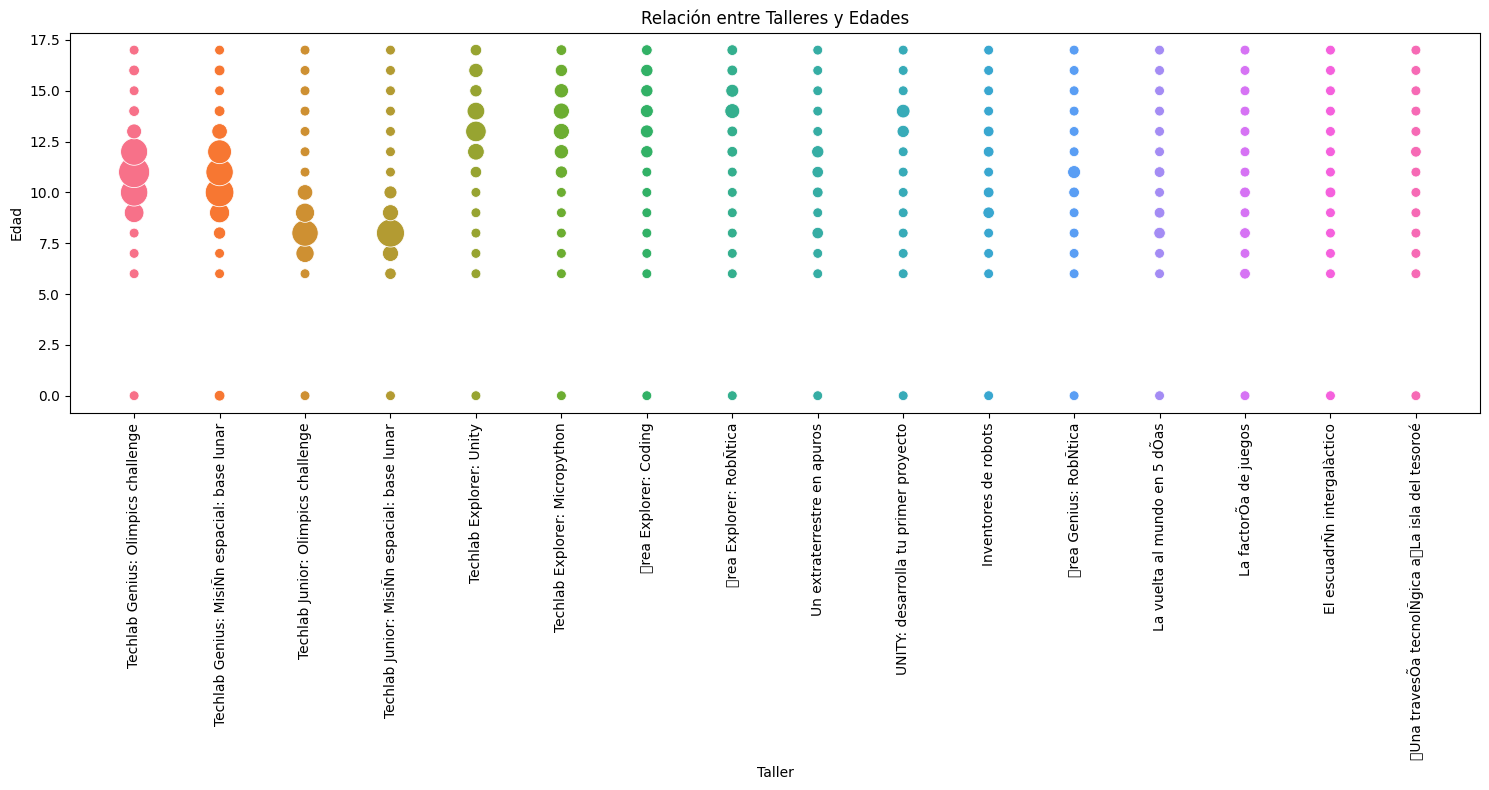 Relación entre Talleres y Edades
17.5
15.0
12.5
10.0
7.5
5.0
2.5
0.0
Edad
Techlab Genius: Olimpics challenge
Techlab Genius: MisiÑn espacial: base lunar
Techlab Junior: Olimpics challenge
Techlab Junior: MisiÑn espacial: base lunar
Techlab Explorer: Unity
Techlab Explorer: Micropython
▯rea Explorer: Coding
▯rea Explorer: RobÑtica
Un extraterrestre en apuros
UNITY: desarrolla tu primer proyecto
Inventores de robots
▯rea Genius: RobÑtica
La vuelta al mundo en 5 dÕas
La factorÕa de juegos
El escuadrÑn intergalàctico
▯Una travesÕa tecnolÑgica a▯La isla del tesoroé
Taller